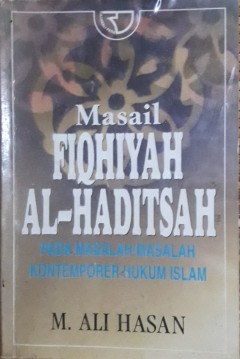 Masail
FIQHIYAH
AL-HADITSAH
PADA MASALAH MASALAH
KONTEMPORER HUKUM ISLAM
M. ALI HASAN